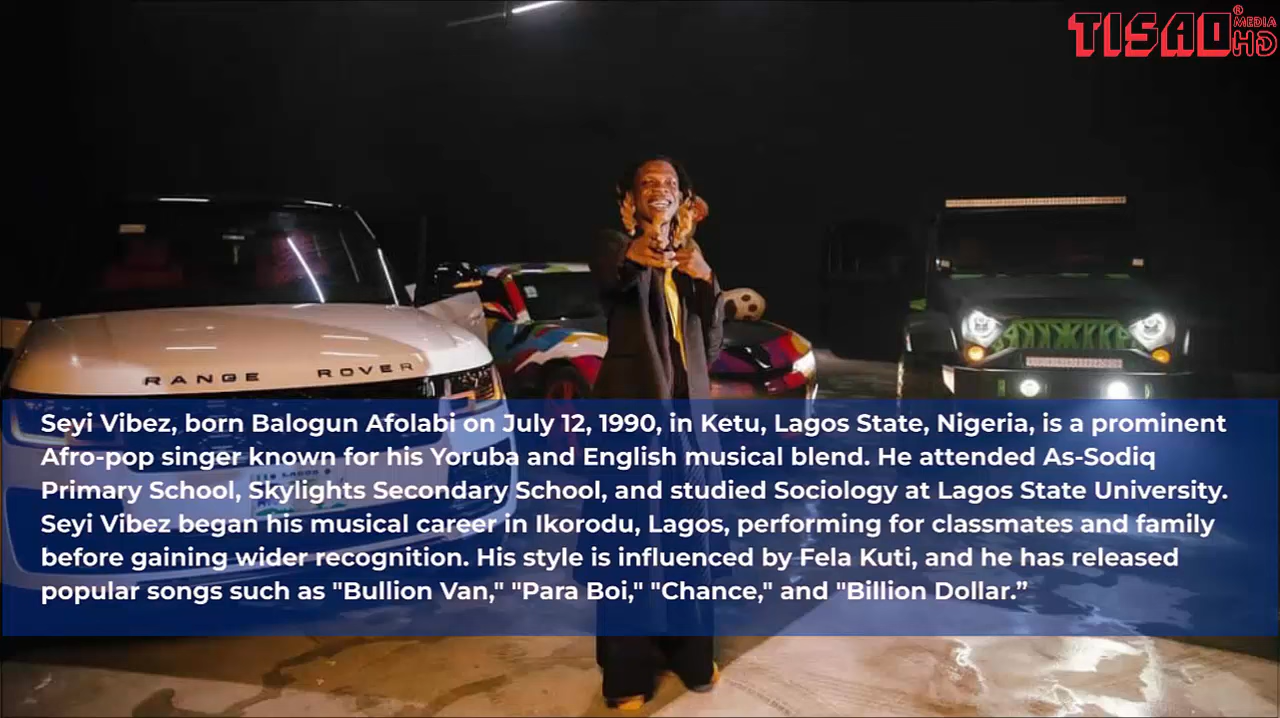 TISAO® MEDIA HD
RANGE ROVER
Seyi Vibez, born Balogun Afolabi on July 12, 1990, in Ketu, Lagos State, Nigeria, is a prominent
Afro-pop singer known for his Yoruba and English musical blend. He attended As-Sodiq
Primary School, Skylights Secondary School, and studied Sociology at Lagos State University.
Seyi Vibez began his musical career in Ikorodu, Lagos, performing for classmates and family
before gaining wider recognition. His style is influenced by Fela Kuti, and he has released
popular songs such as "Bullion Van," "Para Boi," "Chance," and "Billion Dollar.”